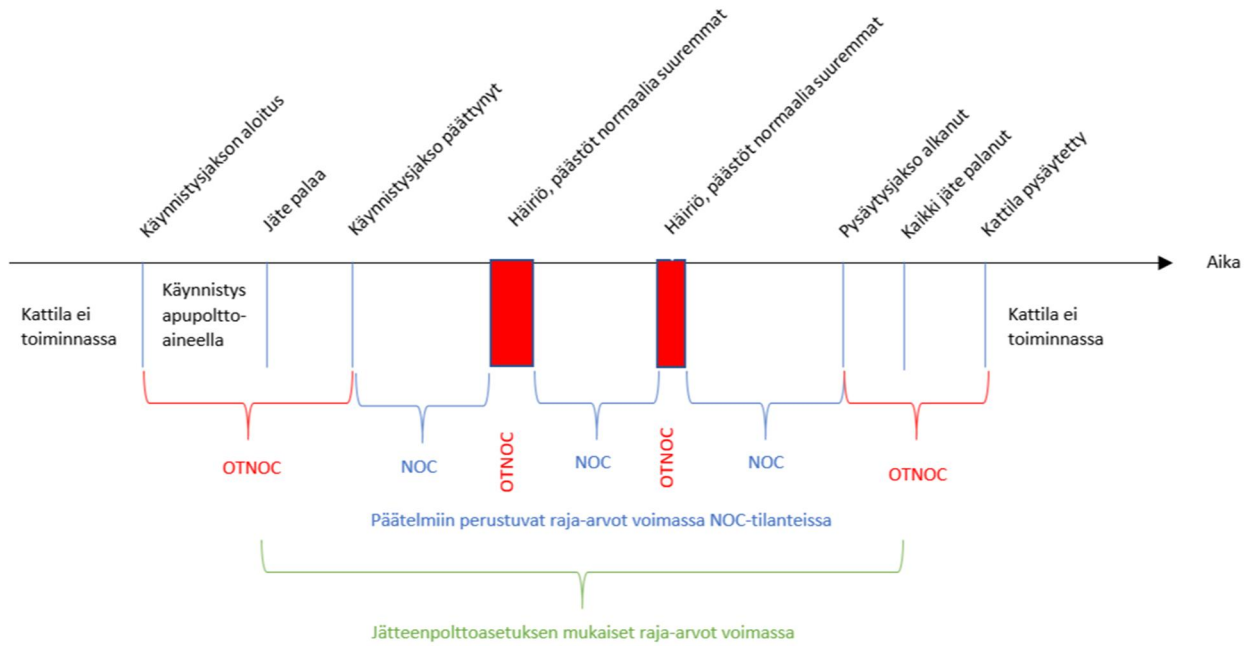 Käynnistysjakson aloitus
Jäte palaa
Käynnistysjakso päättynyt
Häiriö, päästöt normaalia suuremmat
Häiriö, päästöt normaalia suuremmat
Pysäytysjakso alkanut
Kaikki jäte palanut
Kattila pysäytetty
Aika
Kattila ei
toiminnassa
Käynnistys
apupoltto-
aineella
Kattila ei
toiminnassa
OTNOC
NOC
OTNOC
NOC
OTNOC
NOC
OTNOC
Päätelmiin perustuvat raja-arvot voimassa NOC-tilanteissa
Jätteenpolttoasetuksen mukaiset raja-arvot voimassa